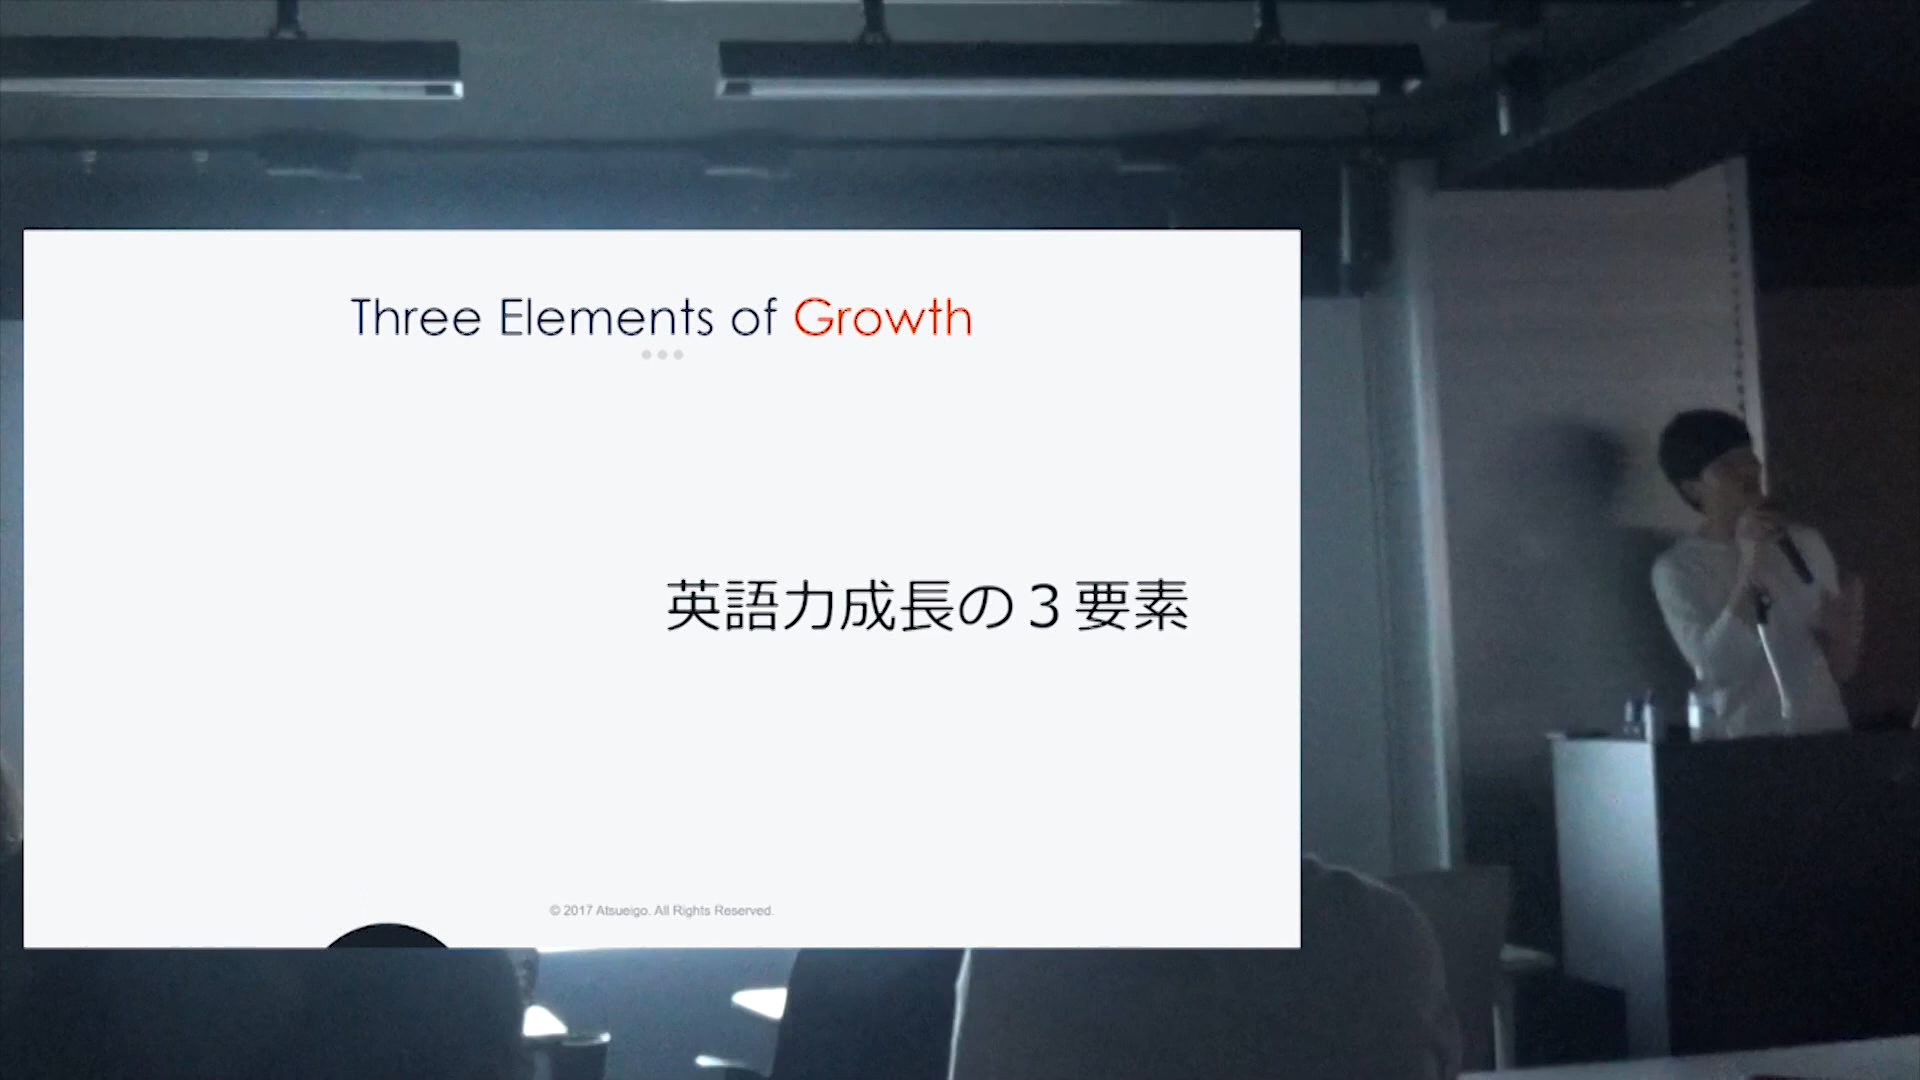 Three Elements of Growth
英語力成長の３要素
© 2017 Atsueigo. All Rights Reserved.